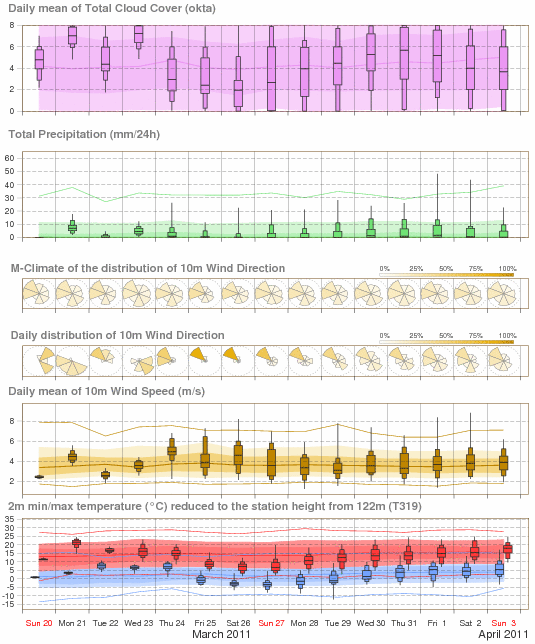 Daily mean of Total Cloud Cover (okta)
8
6
4
2
0
Total Precipitation (mm/24h)
60
50
40
30
20
10
0
M-Climate of the distribution of 10m Wind Direction
0% 25% 50% 75% 100%
Daily distribution of 10m Wind Direction
0% 25% 50% 75% 100%
Daily mean of 10m Wind Speed (m/s)
8
6
4
2
2m min/max temperature (°C) reduced to the station height from 122m (T319)
35
30
25
20
15
10
5
0
-5
-10
-15
Sun 20 Mon 21 Tue 22 Wed 23 Thu 24 Fri 25 Sat 26 Sun 27 Mon 28 Tue 29 Wed 30 Thu 31 Fri 1 Sat 2 Sun 3
March 2011 April 2011